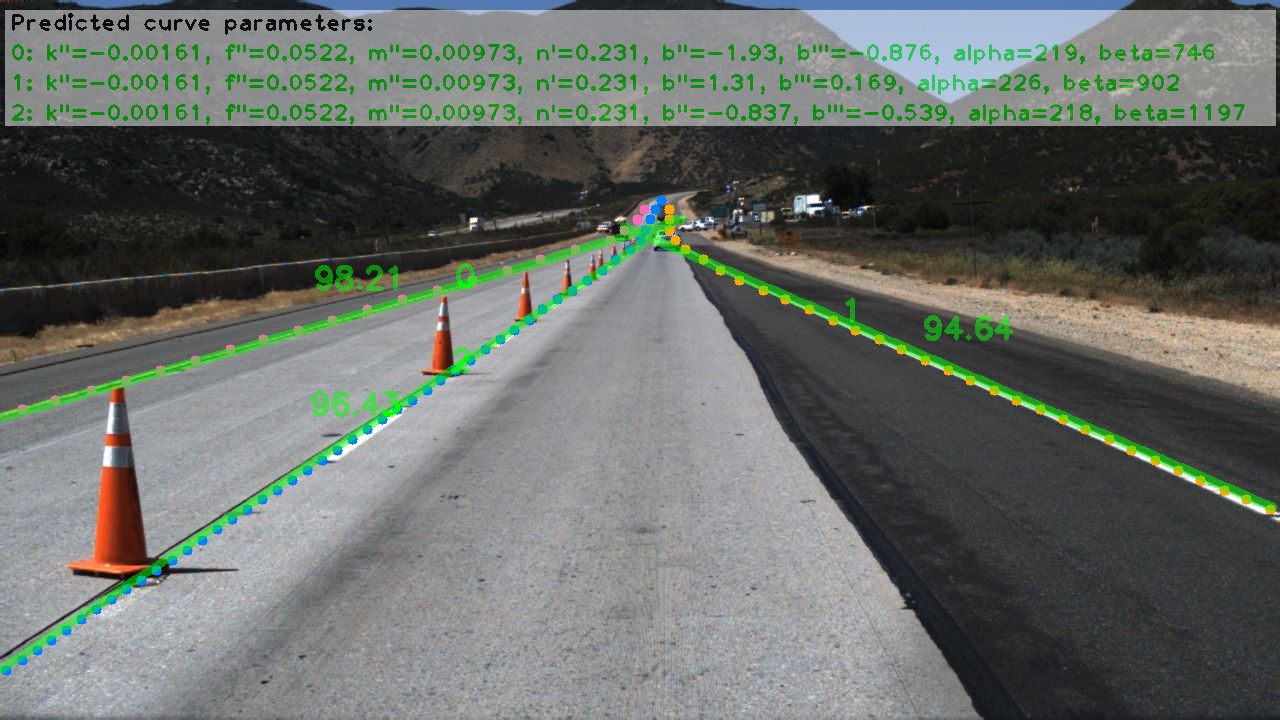 Predicted curve parameters:
0: k''=-0.00161, f''=0.0522, m''=0.00973, n'=0.231, b''=-1.93, b'''=-0.876, alpha=219, beta=746
1: k''=-0.00161, f''=0.0522, m''=0.00973, n'=0.231, b''=1.31, b'''=0.169, alpha=226, beta=902
2: k''=-0.00161, f''=0.0522, m''=0.00973, n'=0.231, b''=-0.837, b'''=-0.539, alpha=218, beta=1197
98.21 0
1 94.64
2
96.43